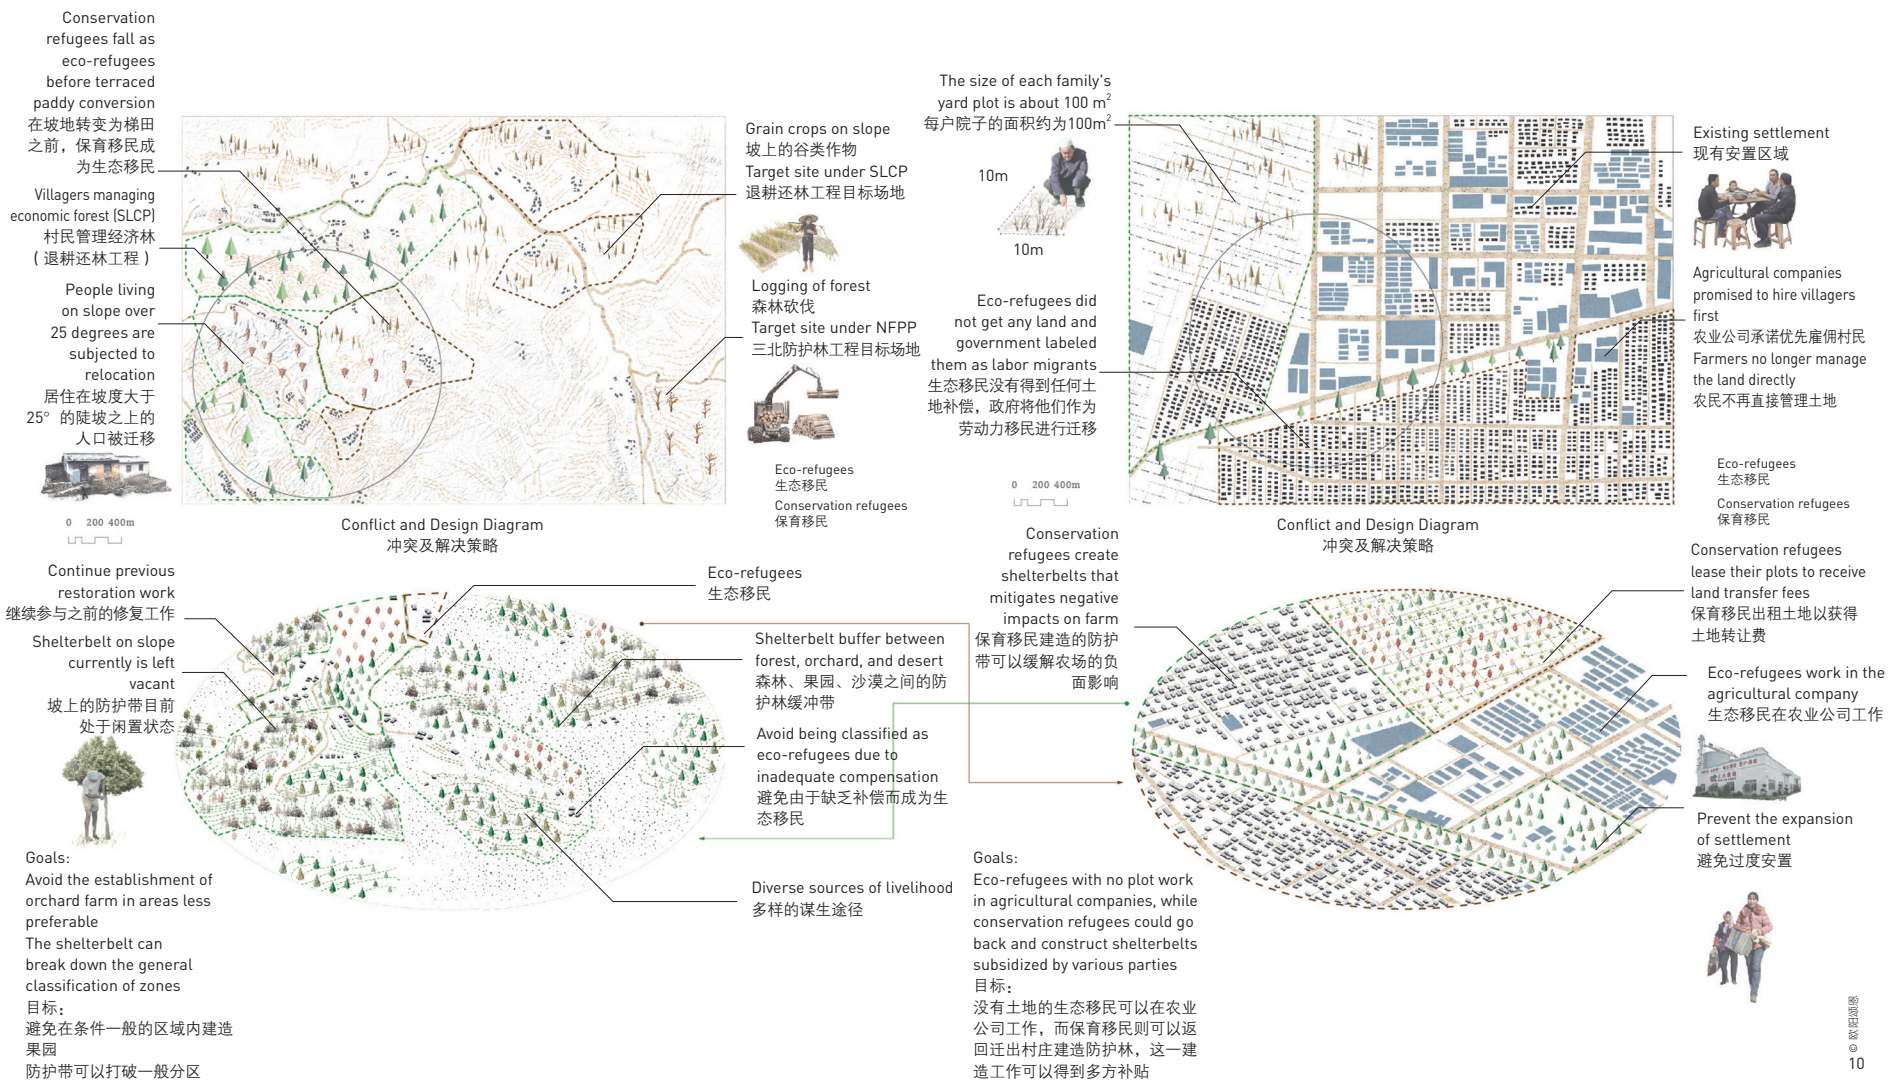 Conservation
refugees fall as
eco-refugees
before terraced
paddy conversion
在坡地转变为梯田
之前，保育移民成
为生态移民
Villagers managing
economic forest (SLCP)
村民管理经济林
（退耕还林工程）
People living
on slope over
25 degrees are
subjected to
relocation
居住在坡度大于
25°的陡坡之上的
人口被迁移
0 200 400m
Grain crops on slope
坡上的谷类作物
Target site under SLCP
退耕还林工程目标场地
Logging of forest
森林砍伐
Target site under NFPP
三北防护林工程目标场地
Eco-refugees
生态移民
Conservation refugees
保育移民
Conflict and Design Diagram
冲突及解决策略
The size of each family's
yard plot is about 100 m²
每户院子的面积约为100m²
10m
10m
Eco-refugees did
not get any land and
government labeled
them as labor migrants
生态移民没有得到任何土
地补偿，政府将他们作为
劳动力移民进行迁移
0 200 400m
Existing settlement
现有安置区域
Agricultural companies
promised to hire villagers
first
农业公司承诺优先雇佣村民
Farmers no longer manage
the land directly
农民不再直接管理土地
Eco-refugees
生态移民
Conservation refugees
保育移民
Conflict and Design Diagram
冲突及解决策略
Continue previous
restoration work
继续参与之前的修复工作
Shelterbelt on slope
currently is left
vacant
坡上的防护带目前
处于闲置状态
Goals:
Avoid the establishment of
orchard farm in areas less
preferable
The shelterbelt can
break down the general
classification of zones
目标：
避免在条件一般的区域内建造
果园
防护带可以打破一般分区
Eco-refugees
生态移民
Shelterbelt buffer between
forest, orchard, and desert
森林、果园、沙漠之间的防
护林缓冲带
Avoid being classified as
eco-refugees due to
inadequate compensation
避免由于缺乏补偿而成为生
态移民
Diverse sources of livelihood
多样的谋生途径
Conservation
refugees create
shelterbelts that
mitigates negative
impacts on farm
保育移民建造的防护
带可以缓解农场的负
面影响
Goals:
Eco-refugees with no plot work
in agricultural companies, while
conservation refugees could go
back and construct shelterbelts
subsidized by various parties
目标：
没有土地的生态移民可以在农业
公司工作，而保育移民则可以返
回迁出村庄建造防护林，这一建
造工作可以得到多方补贴
Conservation refugees
lease their plots to receive
land transfer fees
保育移民出租土地以获得
土地转让费
Eco-refugees work in the
agricultural company
生态移民在农业公司工作
Prevent the expansion
of settlement
避免过度安置
© 欧阳颂恩
10